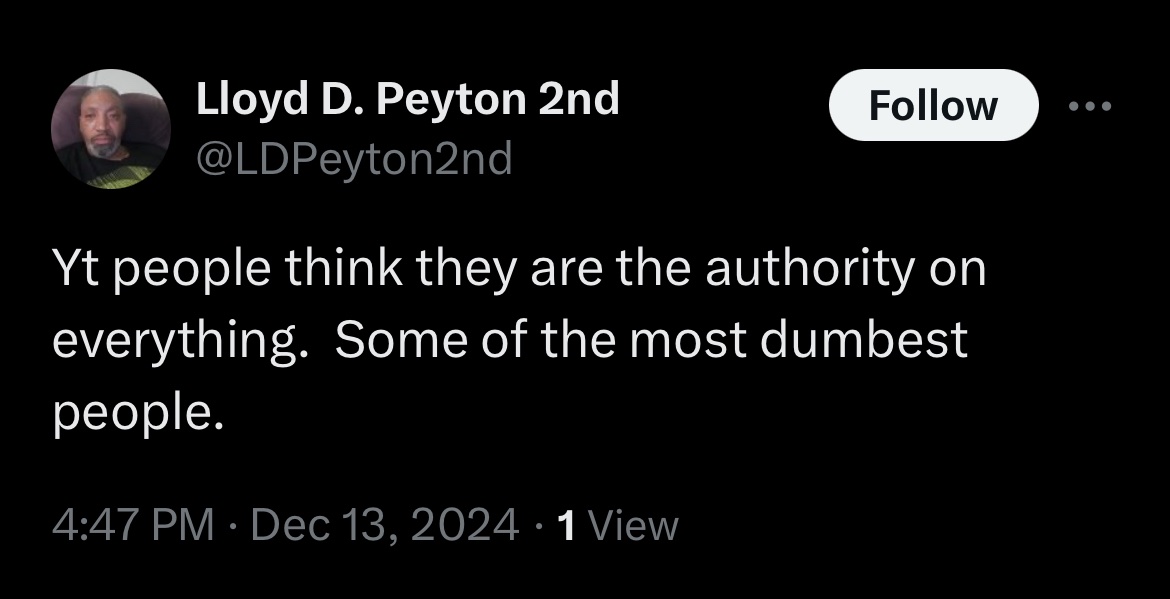 Lloyd D. Peyton 2nd
Follow
@LDPeyton2nd
Yt people think they are the authority on
everything.  Some of the most dumbest
people.
4:47 PM · Dec 13, 2024 · 1 View